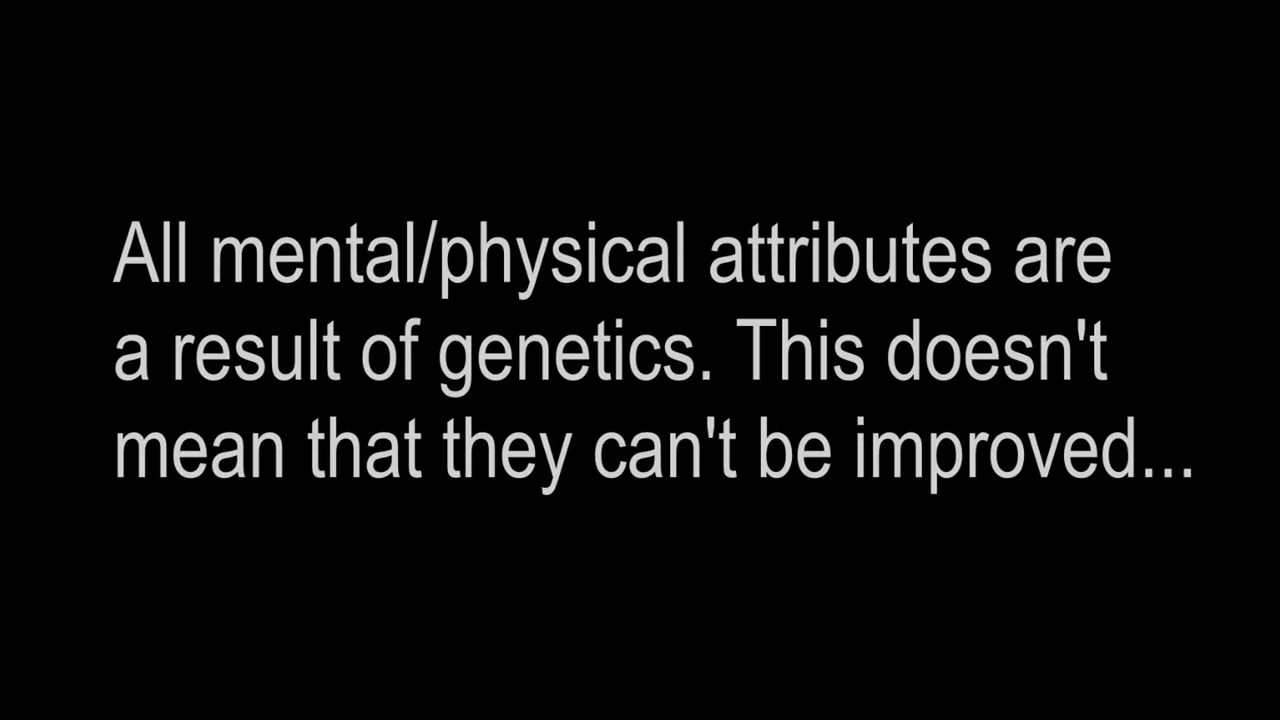 All mental/physical attributes are
a result of genetics. This doesn't
mean that they can't be improved...